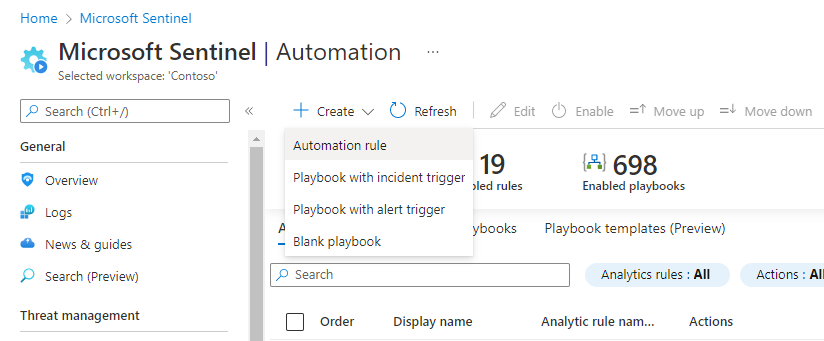 Home > Microsoft Sentinel
Microsoft Sentinel | Automation ...
Selected workspace: 'Contoso'
Search (Ctrl+/)
«
+ Create
Refresh
Edit
Enable
Move up
Move down
General
Overview
Logs
News & guides
Search (Preview)
Threat management
Automation rule
Playbook with incident trigger
Playbook with alert trigger
Blank playbook
19
led rules
698
Enabled playbooks
A
ybooks
Playbook templates (Preview)
Search
Analytics rules : All
Actions : All
Order
Display name
Analytic rule nam...
Actions